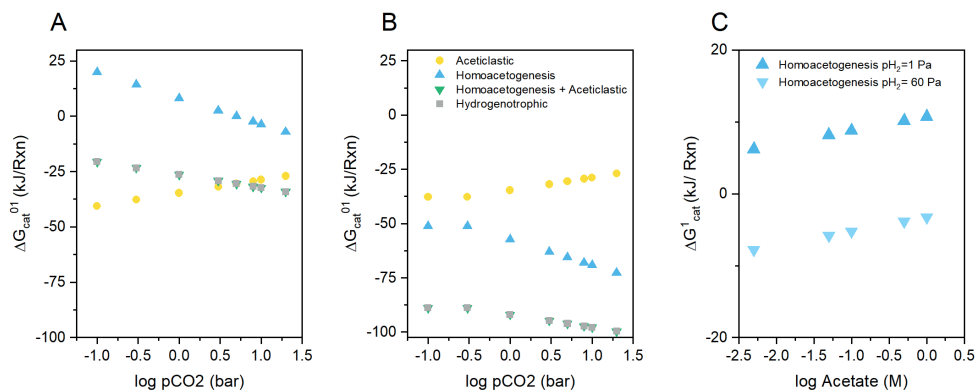 A
ΔG_cat^01 (kJ/Rxn)
25
0
-25
-50
-75
-100
-1.0 -0.5 0.0 0.5 1.0 1.5
log pCO2 (bar)
B
ΔG_cat^01 (kJ/Rxn)
25
0
-25
-50
-75
-100
Aceticlastic
Homoacetogenesis
Homoacetogenesis + Aceticlastic
Hydrogenotrophic
-1.0 -0.5 0.0 0.5 1.0 1.5
log pCO2 (bar)
C
ΔG^1_cat (kJ/ Rxn)
20
0
-20
Homoacetogenesis pH₂=1 Pa
Homoacetogenesis pH₂= 60 Pa
-2.5 -2.0 -1.5 -1.0 -0.5 0.0 0.5
log Acetate (M)